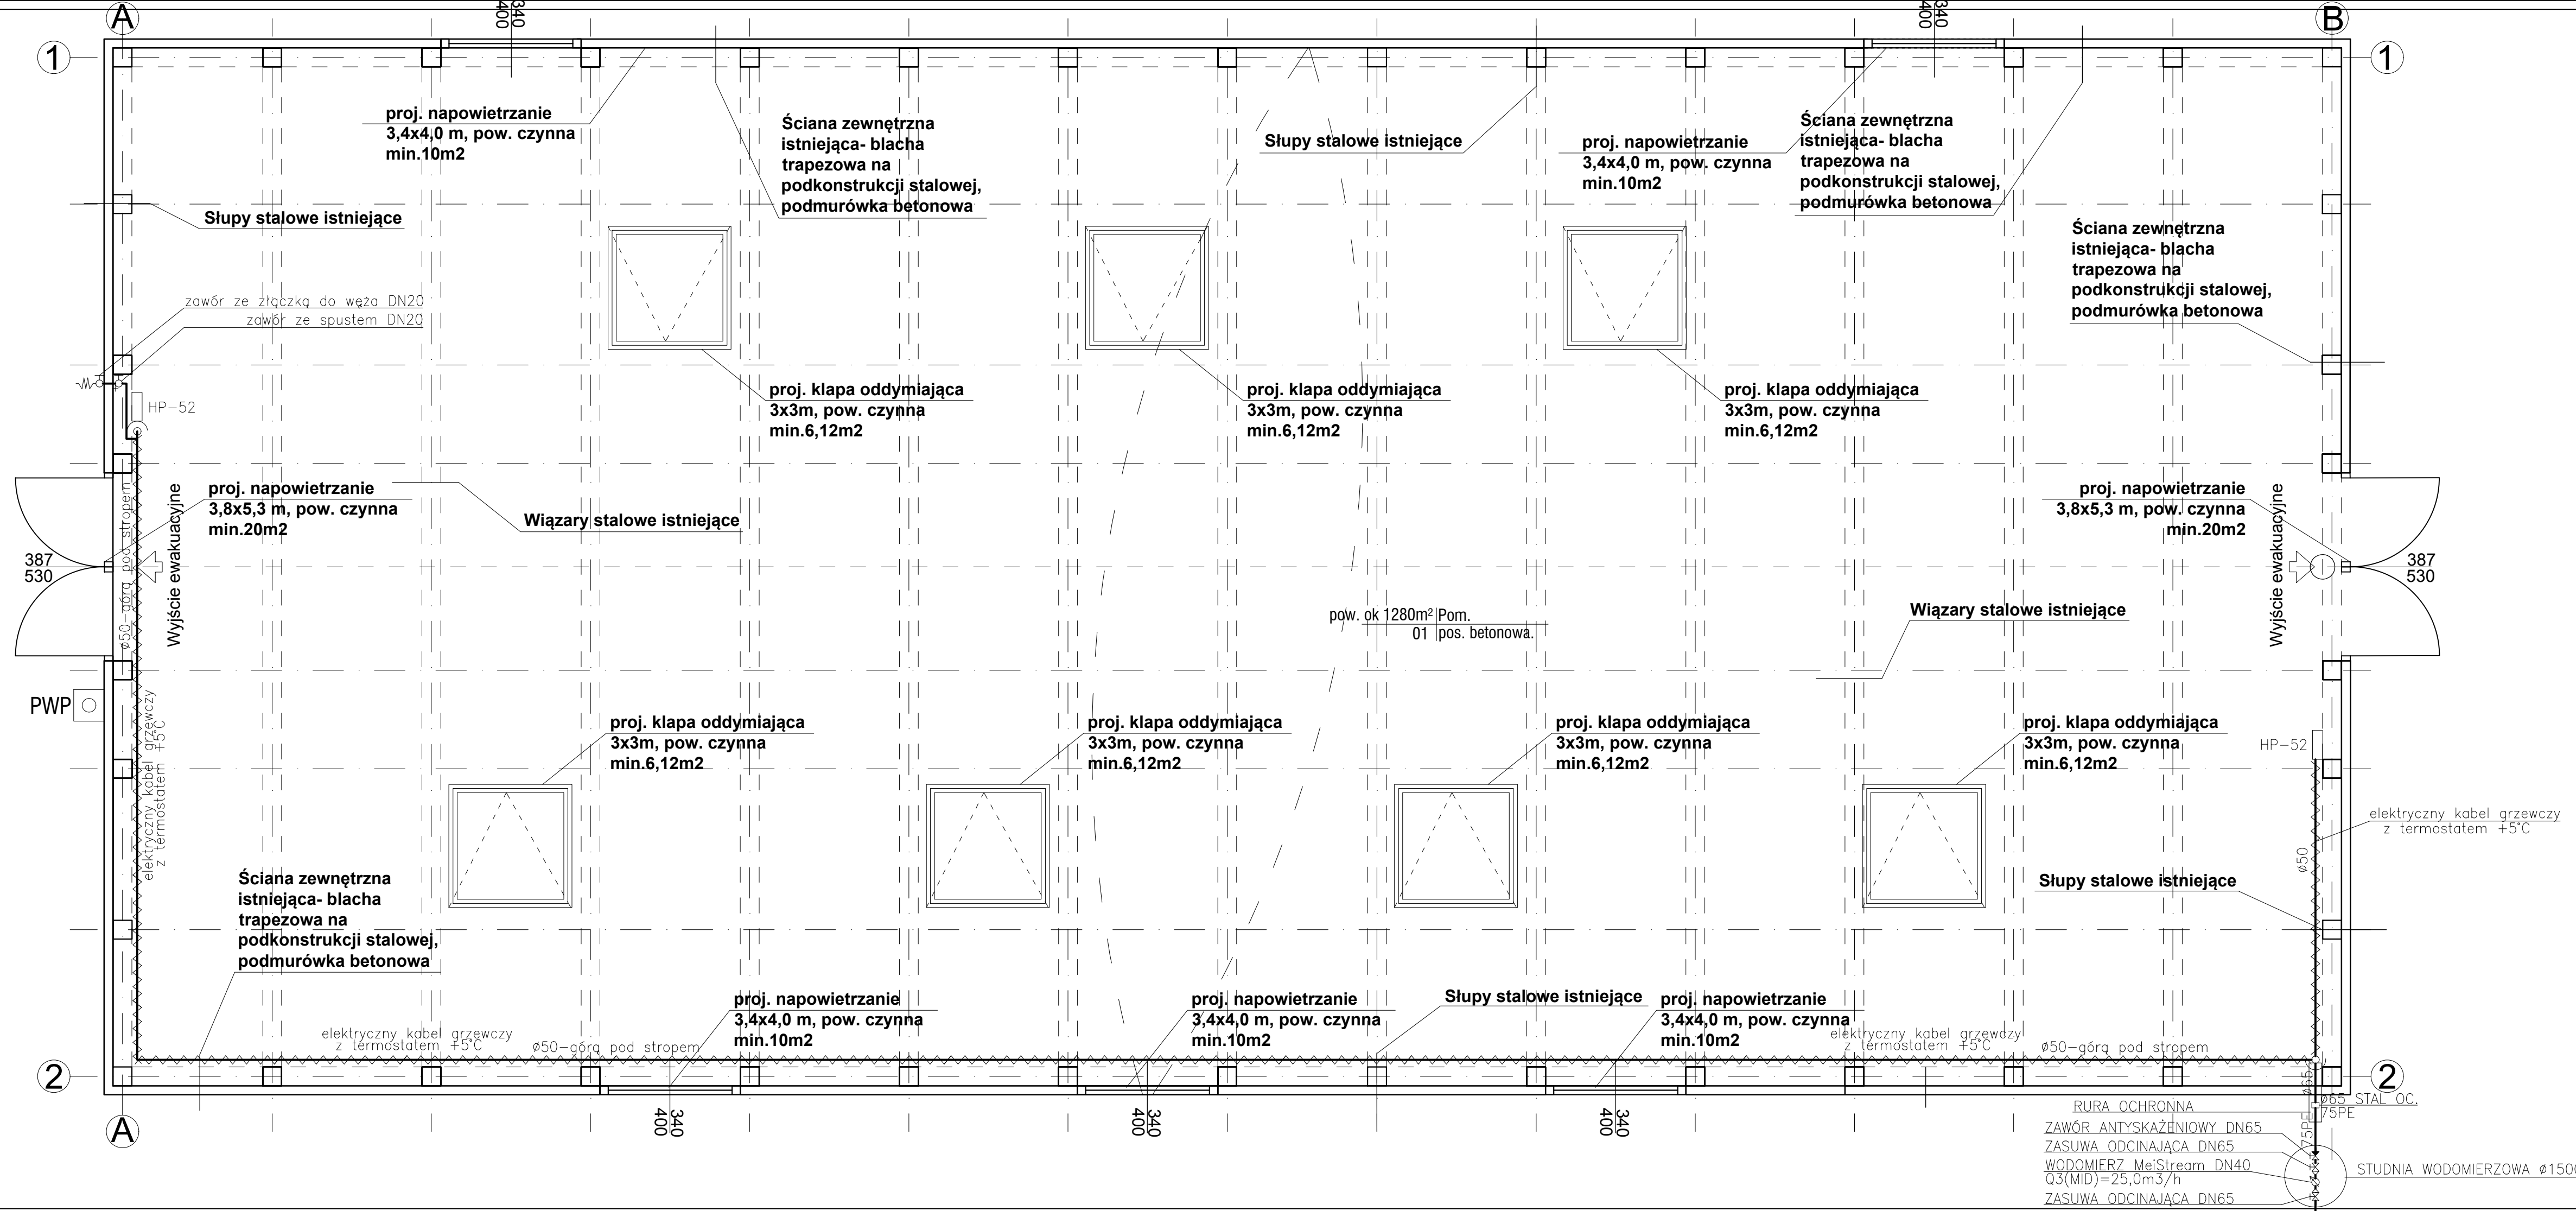 A
340
400
340
400
B
1
1
proj. napowietrzanie
3,4x4,0 m, pow. czynna
min.10m2
Ściana zewnętrzna
istniejąca- blacha
trapezowa na
podkonstrukcji stalowej,
podmurówka betonowa
Słupy stalowe istniejące
proj. napowietrzanie
3,4x4,0 m, pow. czynna
min.10m2
Ściana zewnętrzna
istniejąca- blacha
trapezowa na
podkonstrukcji stalowej,
podmurówka betonowa
Słupy stalowe istniejące
Ściana zewnętrzna
istniejąca- blacha
trapezowa na
podkonstrukcji stalowej,
podmurówka betonowa
zawór ze złączką do węża DN20
zawór ze spustem DN20
HP-52
proj. klapa oddymiająca
3x3m, pow. czynna
min.6,12m2
proj. klapa oddymiająca
3x3m, pow. czynna
min.6,12m2
proj. klapa oddymiająca
3x3m, pow. czynna
min.6,12m2
proj. napowietrzanie
3,8x5,3 m, pow. czynna
min.20m2
Wiązary stalowe istniejące
proj. napowietrzanie
3,8x5,3 m, pow. czynna
min.20m2
387
530
ø50-górą pod stropem
Wyjście ewakuacyjne
Wyjście ewakuacyjne
387
530
pow. ok 1280m² Pom.
01 pos. betonowa.
Wiązary stalowe istniejące
PWP
elektryczny kabel grzewczy
z termostatem +5°C
proj. klapa oddymiająca
3x3m, pow. czynna
min.6,12m2
proj. klapa oddymiająca
3x3m, pow. czynna
min.6,12m2
proj. klapa oddymiająca
3x3m, pow. czynna
min.6,12m2
proj. klapa oddymiająca
3x3m, pow. czynna
min.6,12m2
HP-52
elektryczny kabel grzewczy
z termostatem +5°C
ø50
Słupy stalowe istniejące
Ściana zewnętrzna
istniejąca- blacha
trapezowa na
podkonstrukcji stalowej,
podmurówka betonowa
proj. napowietrzanie
3,4x4,0 m, pow. czynna
min.10m2
proj. napowietrzanie
3,4x4,0 m, pow. czynna
min.10m2
Słupy stalowe istniejące
proj. napowietrzanie
3,4x4,0 m, pow. czynna
min.10m2
elektryczny kabel grzewczy
z termostatem +5°C
ø50-górą pod stropem
elektryczny kabel grzewczy
z termostatem +5°C
ø50-górą pod stropem
2
2
A
340
400
340
400
340
400
75PE
ø65
ø65 STAL OC.
75PE
RURA OCHRONNA
ZAWÓR ANTYSKAŻENIOWY DN65
ZASUWA ODCINAJĄCA DN65
WODOMIERZ MeiStream DN40
Q3(MID)=25,0m3/h
ZASUWA ODCINAJĄCA DN65
STUDNIA WODOMIERZOWA ø1500